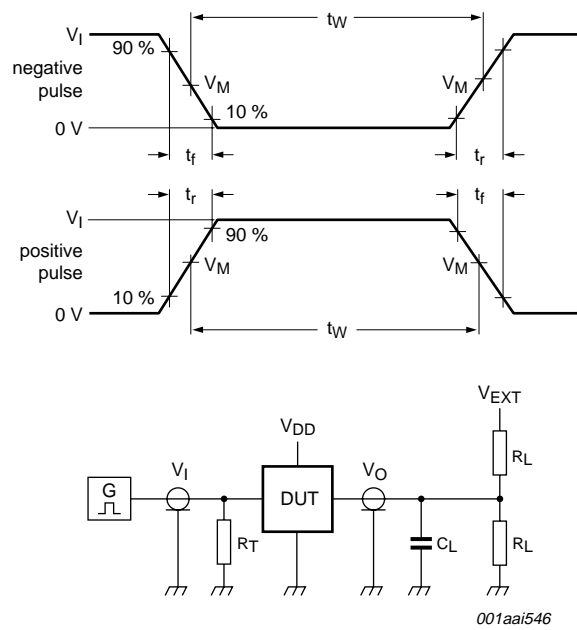 VI
tW
90 %
negative
pulse
VM
VM
10 %
0 V
tf
tr
tr
tf
VI
90 %
positive
pulse
VM
VM
10 %
0 V
tW
VEXT
VDD
RL
VI
VO
G
DUT
RT
CL
RL
001aai546